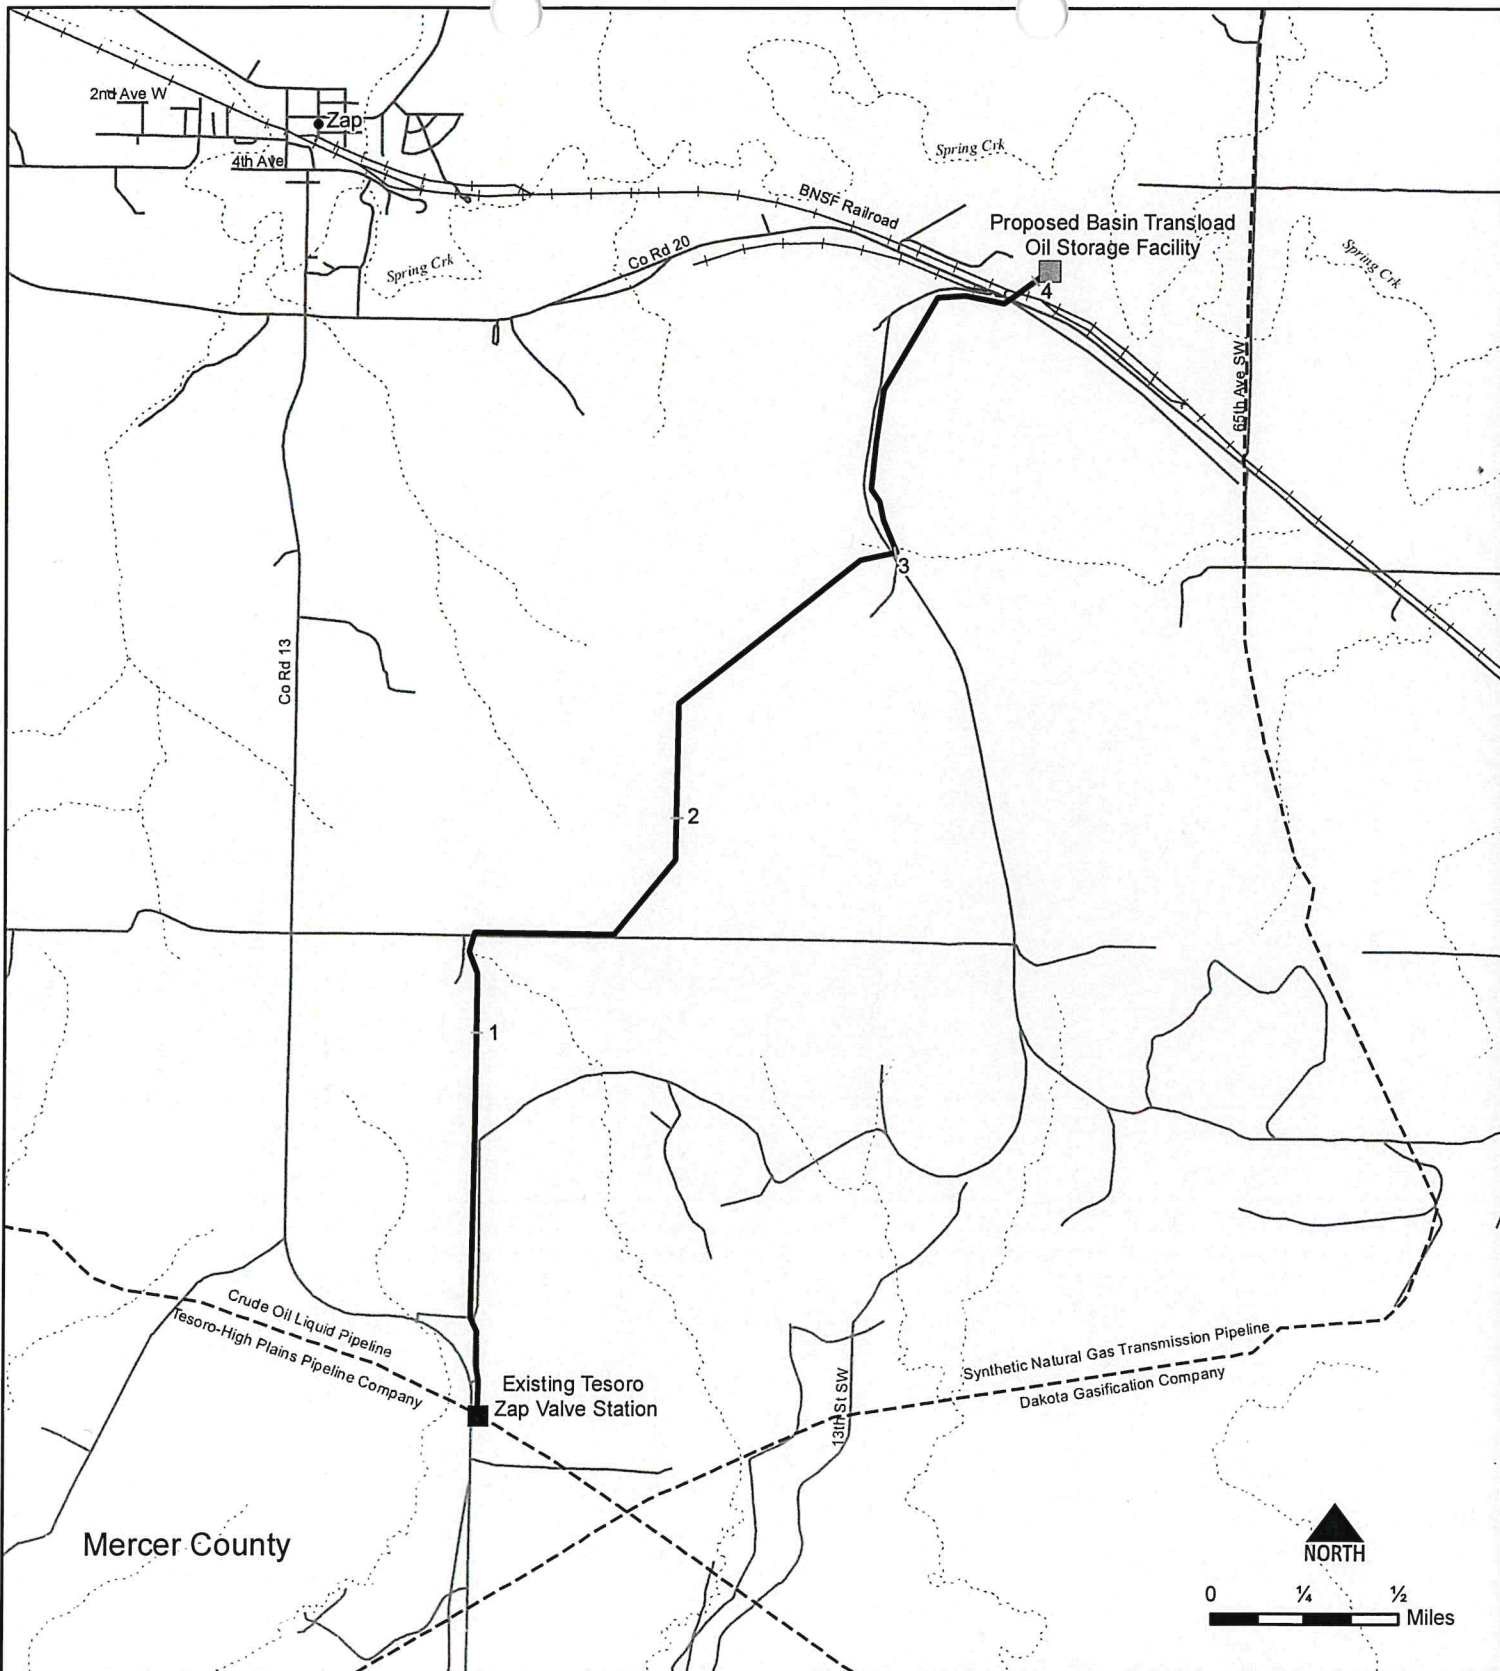 2nd Ave W
Zap
4th Ave
Spring Crk
BNSF Railroad
Proposed Basin Transload
Oil Storage Facility
Co Rd 20
Spring Crk
Spring Crk
4
65th Ave SW
3
Co Rd 13
2
1
Crude Oil Liquid Pipeline
Tesoro-High Plains Pipeline Company
Existing Tesoro
Zap Valve Station
Synthetic Natural Gas Transmission Pipeline
Dakota Gasification Company
13th St SW
Mercer County
NORTH
0 ¼ ½
Miles